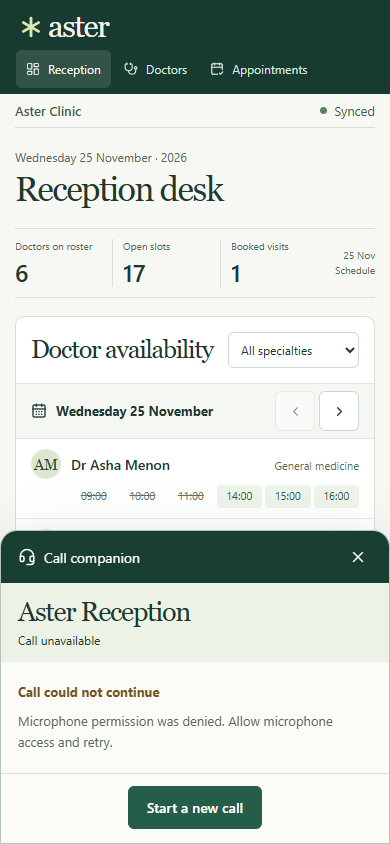 aster
Reception
Doctors
Appointments
Aster Clinic
Synced
Wednesday 25 November · 2026
Reception desk
Doctors on roster
6
Open slots
17
Booked visits
1
25 Nov
Schedule
Doctor availability
All specialties
Wednesday 25 November
AM
Dr Asha Menon
General medicine
09:00 10:00 11:00 14:00 15:00 16:00
Call companion
Aster Reception
Call unavailable
Call could not continue
Microphone permission was denied. Allow microphone
access and retry.
Start a new call